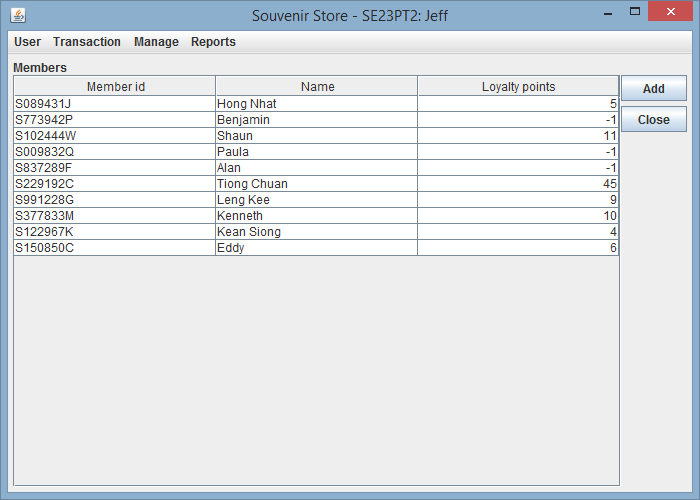 Souvenir Store - SE23PT2: Jeff
User Transaction Manage Reports
Members
Member id Name Loyalty points
S089431J Hong Nhat 5
S773942P Benjamin -1
S102444W Shaun 11
S009832Q Paula -1
S837289F Alan -1
S229192C Tiong Chuan 45
S991228G Leng Kee 9
S377833M Kenneth 10
S122967K Kean Siong 4
S150850C Eddy 6
Add
Close